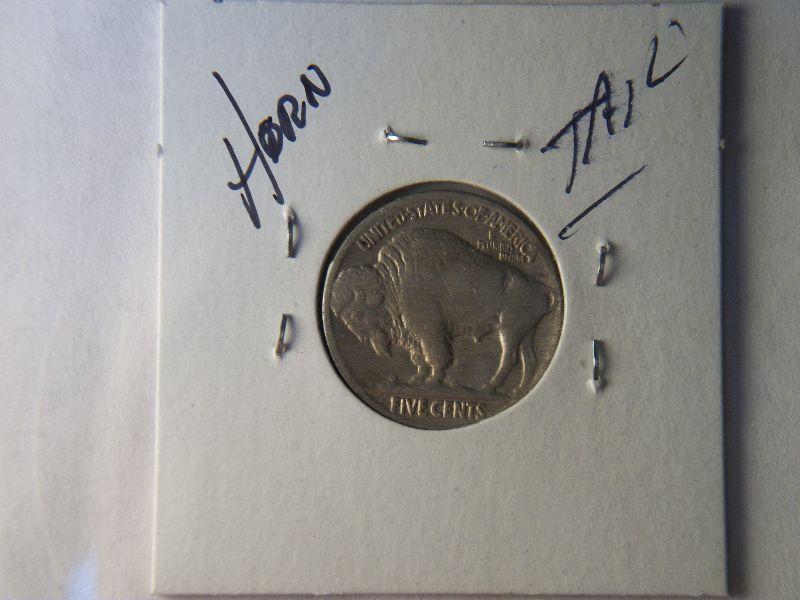 HORN
TAIL
UNITED·STATES·OF·AMERICA
E
PLURIBUS
UNUM
FIVE·CENTS